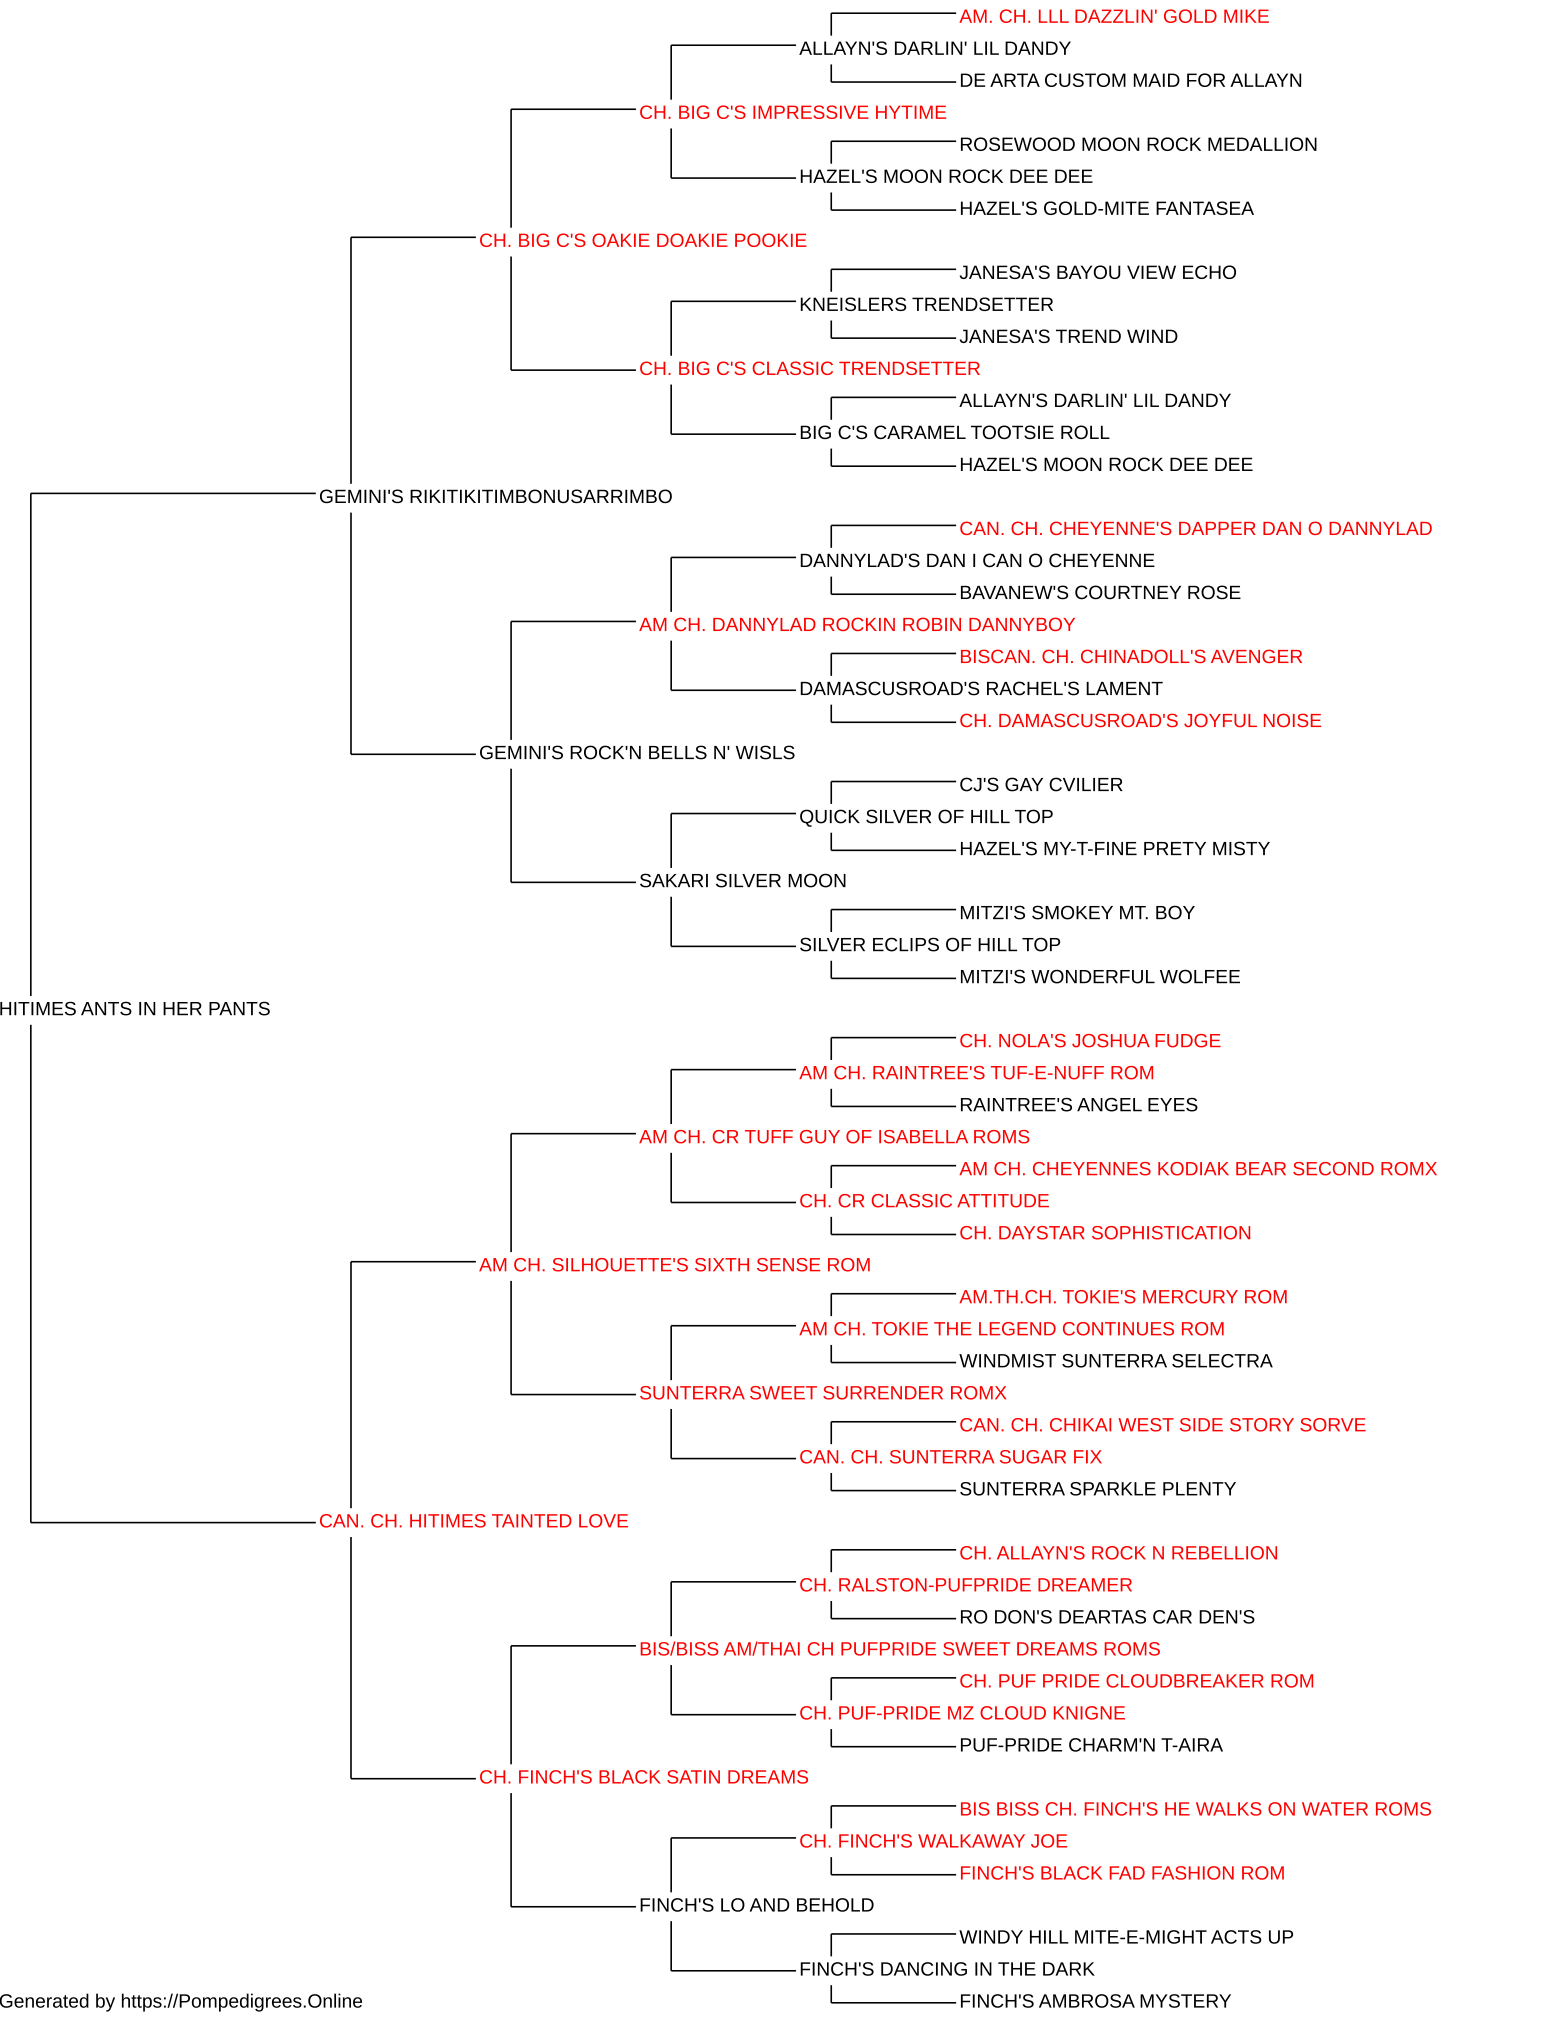 AM. CH. LLL DAZZLIN' GOLD MIKE
ALLAYN'S DARLIN' LIL DANDY
DE ARTA CUSTOM MAID FOR ALLAYN
CH. BIG C'S IMPRESSIVE HYTIME
ROSEWOOD MOON ROCK MEDALLION
HAZEL'S MOON ROCK DEE DEE
HAZEL'S GOLD-MITE FANTASEA
CH. BIG C'S OAKIE DOAKIE POOKIE
JANESA'S BAYOU VIEW ECHO
KNEISLERS TRENDSETTER
JANESA'S TREND WIND
CH. BIG C'S CLASSIC TRENDSETTER
ALLAYN'S DARLIN' LIL DANDY
BIG C'S CARAMEL TOOTSIE ROLL
HAZEL'S MOON ROCK DEE DEE
GEMINI'S RIKITIKITIMBONUSARRIMBO
CAN. CH. CHEYENNE'S DAPPER DAN O DANNYLAD
DANNYLAD'S DAN I CAN O CHEYENNE
BAVANEW'S COURTNEY ROSE
AM CH. DANNYLAD ROCKIN ROBIN DANNYBOY
BISCAN. CH. CHINADOLL'S AVENGER
DAMASCUSROAD'S RACHEL'S LAMENT
CH. DAMASCUSROAD'S JOYFUL NOISE
GEMINI'S ROCK'N BELLS N' WISLS
CJ'S GAY CVILIER
QUICK SILVER OF HILL TOP
HAZEL'S MY-T-FINE PRETY MISTY
SAKARI SILVER MOON
MITZI'S SMOKEY MT. BOY
SILVER ECLIPS OF HILL TOP
MITZI'S WONDERFUL WOLFEE
HITIMES ANTS IN HER PANTS
CH. NOLA'S JOSHUA FUDGE
AM CH. RAINTREE'S TUF-E-NUFF ROM
RAINTREE'S ANGEL EYES
AM CH. CR TUFF GUY OF ISABELLA ROMS
AM CH. CHEYENNES KODIAK BEAR SECOND ROMX
CH. CR CLASSIC ATTITUDE
CH. DAYSTAR SOPHISTICATION
AM CH. SILHOUETTE'S SIXTH SENSE ROM
AM.TH.CH. TOKIE'S MERCURY ROM
AM CH. TOKIE THE LEGEND CONTINUES ROM
WINDMIST SUNTERRA SELECTRA
SUNTERRA SWEET SURRENDER ROMX
CAN. CH. CHIKAI WEST SIDE STORY SORVE
CAN. CH. SUNTERRA SUGAR FIX
SUNTERRA SPARKLE PLENTY
CAN. CH. HITIMES TAINTED LOVE
CH. ALLAYN'S ROCK N REBELLION
CH. RALSTON-PUFPRIDE DREAMER
RO DON'S DEARTAS CAR DEN'S
BIS/BISS AM/THAI CH PUFPRIDE SWEET DREAMS ROMS
CH. PUF PRIDE CLOUDBREAKER ROM
CH. PUF-PRIDE MZ CLOUD KNIGNE
PUF-PRIDE CHARM'N T-AIRA
CH. FINCH'S BLACK SATIN DREAMS
BIS BISS CH. FINCH'S HE WALKS ON WATER ROMS
CH. FINCH'S WALKAWAY JOE
FINCH'S BLACK FAD FASHION ROM
FINCH'S LO AND BEHOLD
WINDY HILL MITE-E-MIGHT ACTS UP
FINCH'S DANCING IN THE DARK
FINCH'S AMBROSA MYSTERY
Generated by https://Pompedigrees.Online